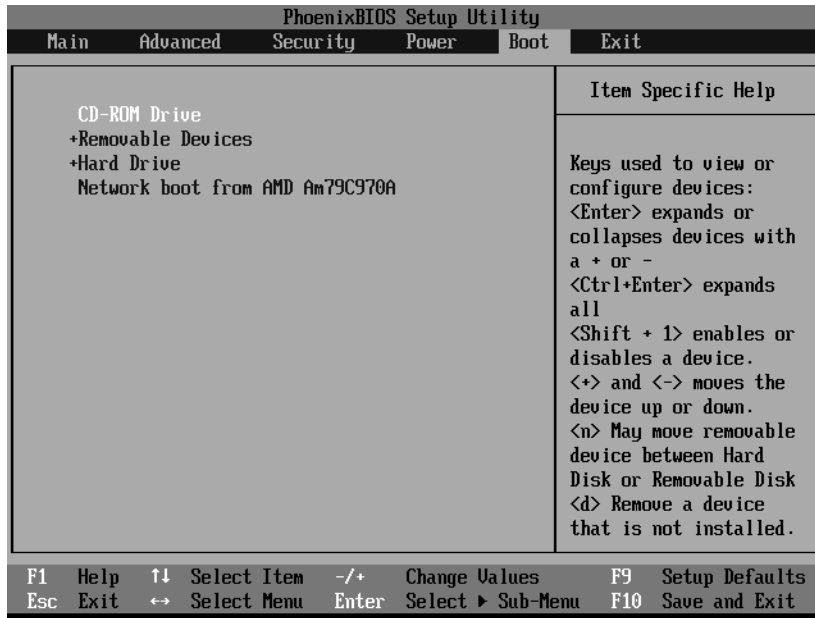 PhoenixBIOS Setup Utility
Main Advanced Security Power Boot Exit
CD-ROM Drive
+Removable Devices
+Hard Drive
Network boot from AMD Am79C970A
Item Specific Help
Keys used to view or
configure devices:
<Enter> expands or
collapses devices with
a + or -
<Ctrl+Enter> expands
all
<Shift + 1> enables or
disables a device.
<+> and <-> moves the
device up or down.
<n> May move removable
device between Hard
Disk or Removable Disk
<d> Remove a device
that is not installed.
F1 Help ↑↓ Select Item -/+ Change Values F9 Setup Defaults
Esc Exit ↔ Select Menu Enter Select ▶ Sub-Menu F10 Save and Exit